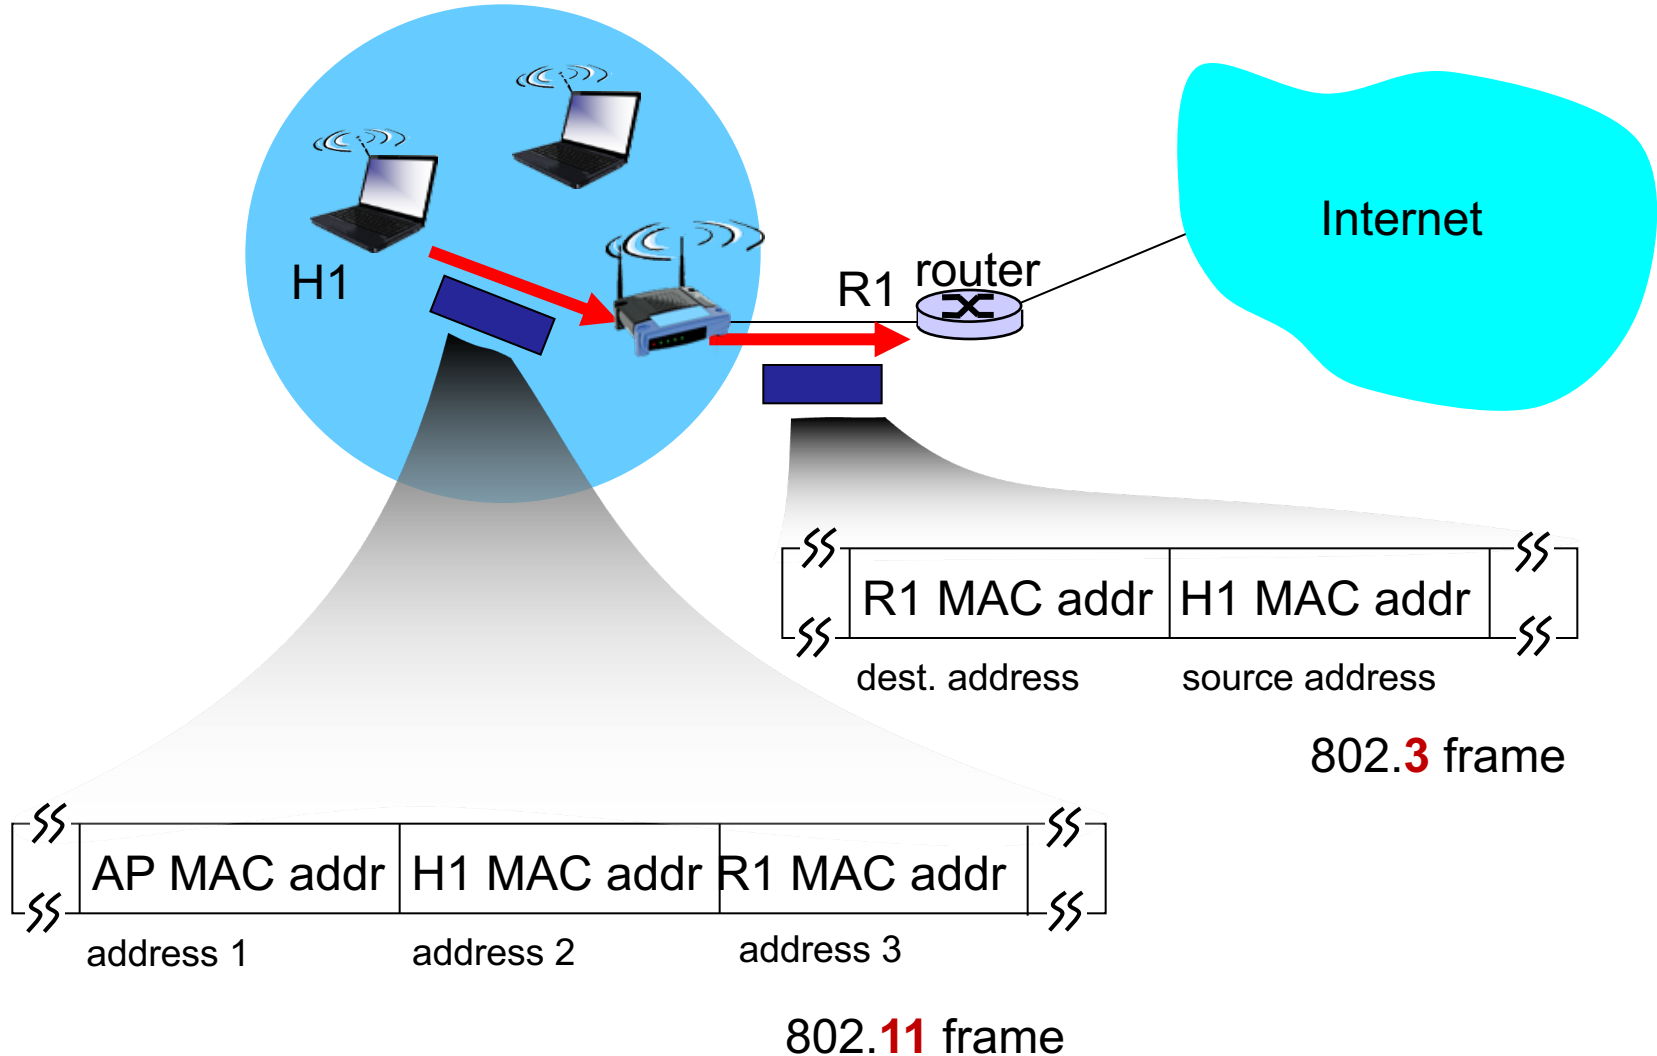 Internet
router
R1
H1
R1 MAC addr
H1 MAC addr
dest. address
source address
802.3 frame
AP MAC addr
H1 MAC addr
R1 MAC addr
address 1
address 2
address 3
802.11 frame